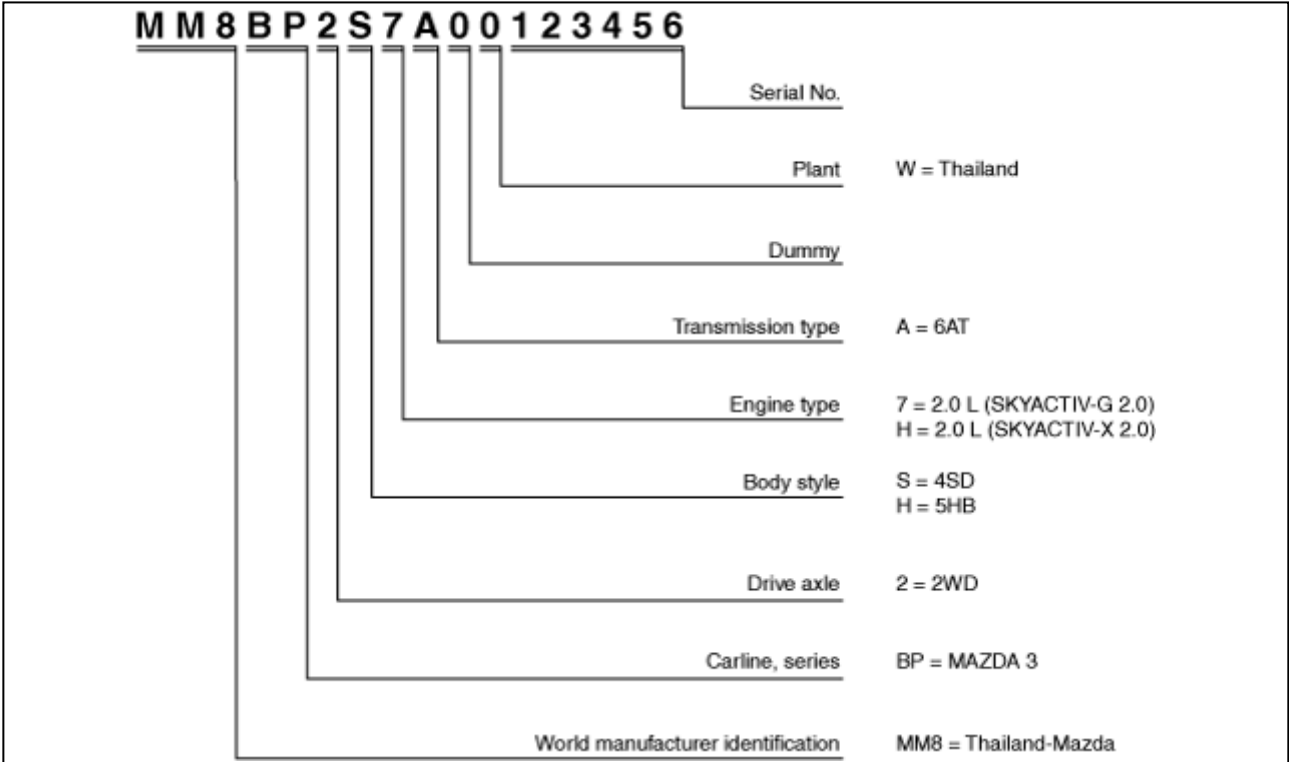 MM8BP2S7A00123456
Serial No.
Plant W = Thailand
Dummy
Transmission type A = 6AT
Engine type 7 = 2.0 L (SKYACTIV-G 2.0)
H = 2.0 L (SKYACTIV-X 2.0)
Body style S = 4SD
H = 5HB
Drive axle 2 = 2WD
Carline, series BP = MAZDA 3
World manufacturer identification MM8 = Thailand-Mazda